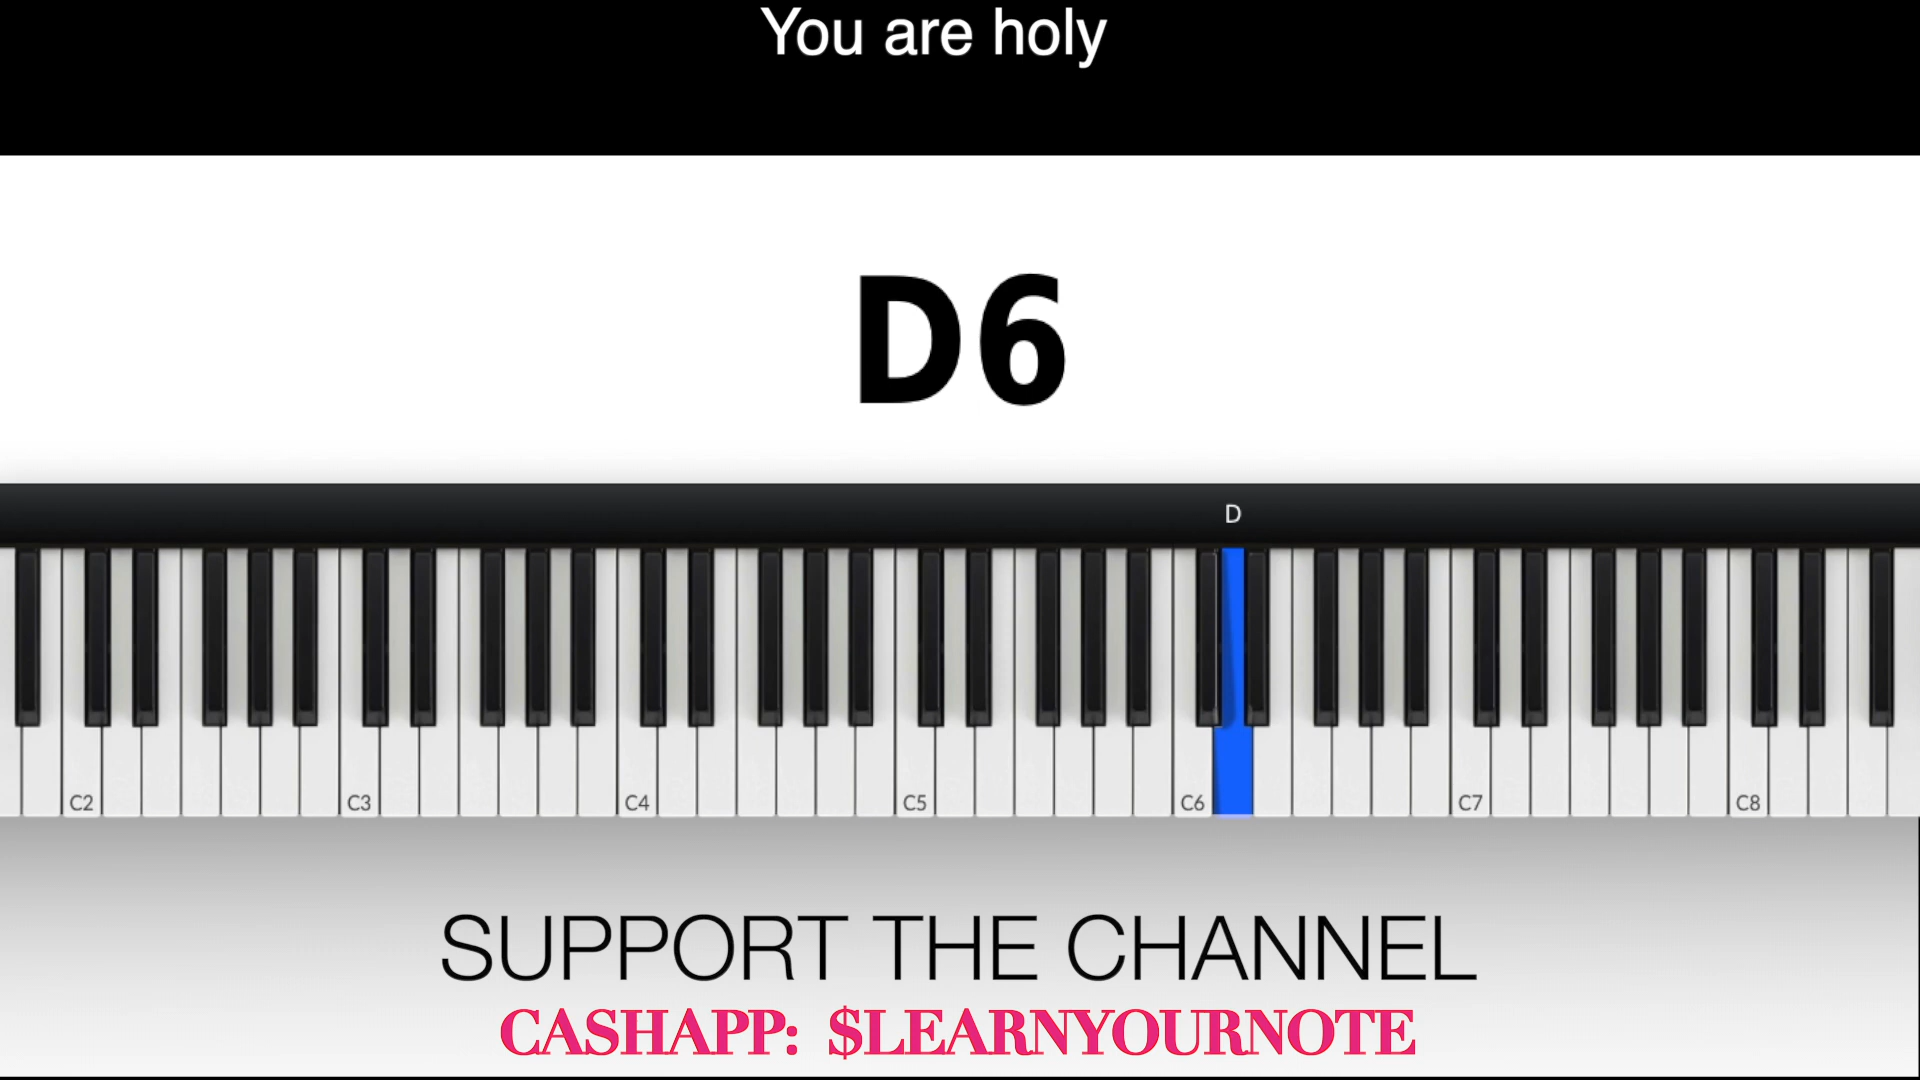 You are holy
D6
D
C2 C3 C4 C5 C6 C7 C8
SUPPORT THE CHANNEL
CASHAPP: $LEARNYOURNOTE